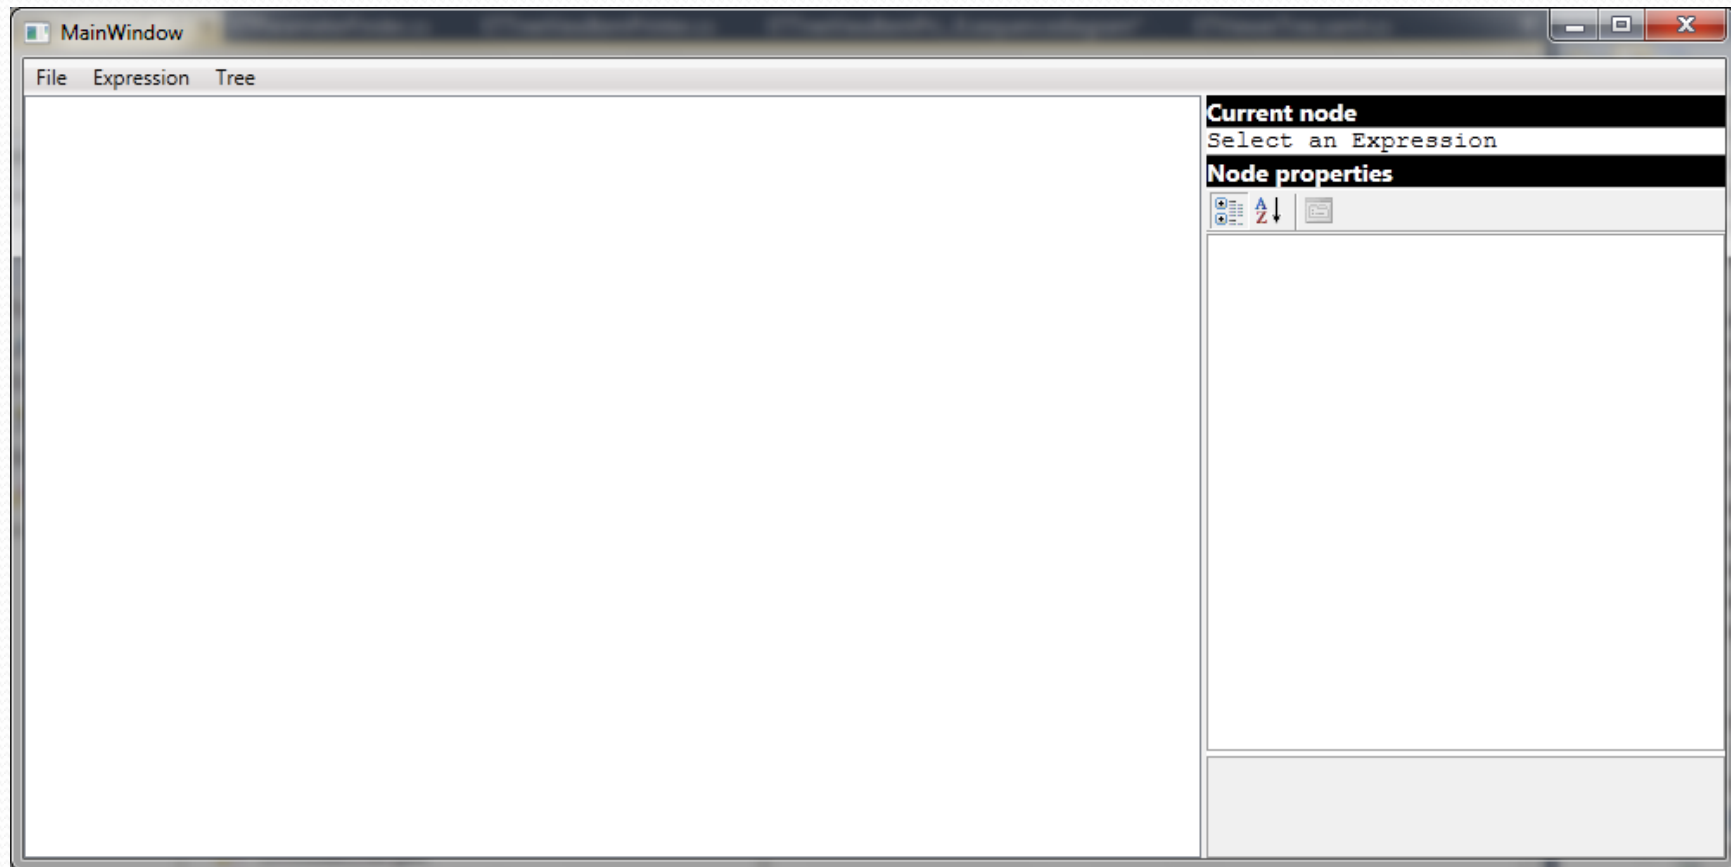 MainWindow
File Expression Tree
Current node
Select an Expression
Node properties